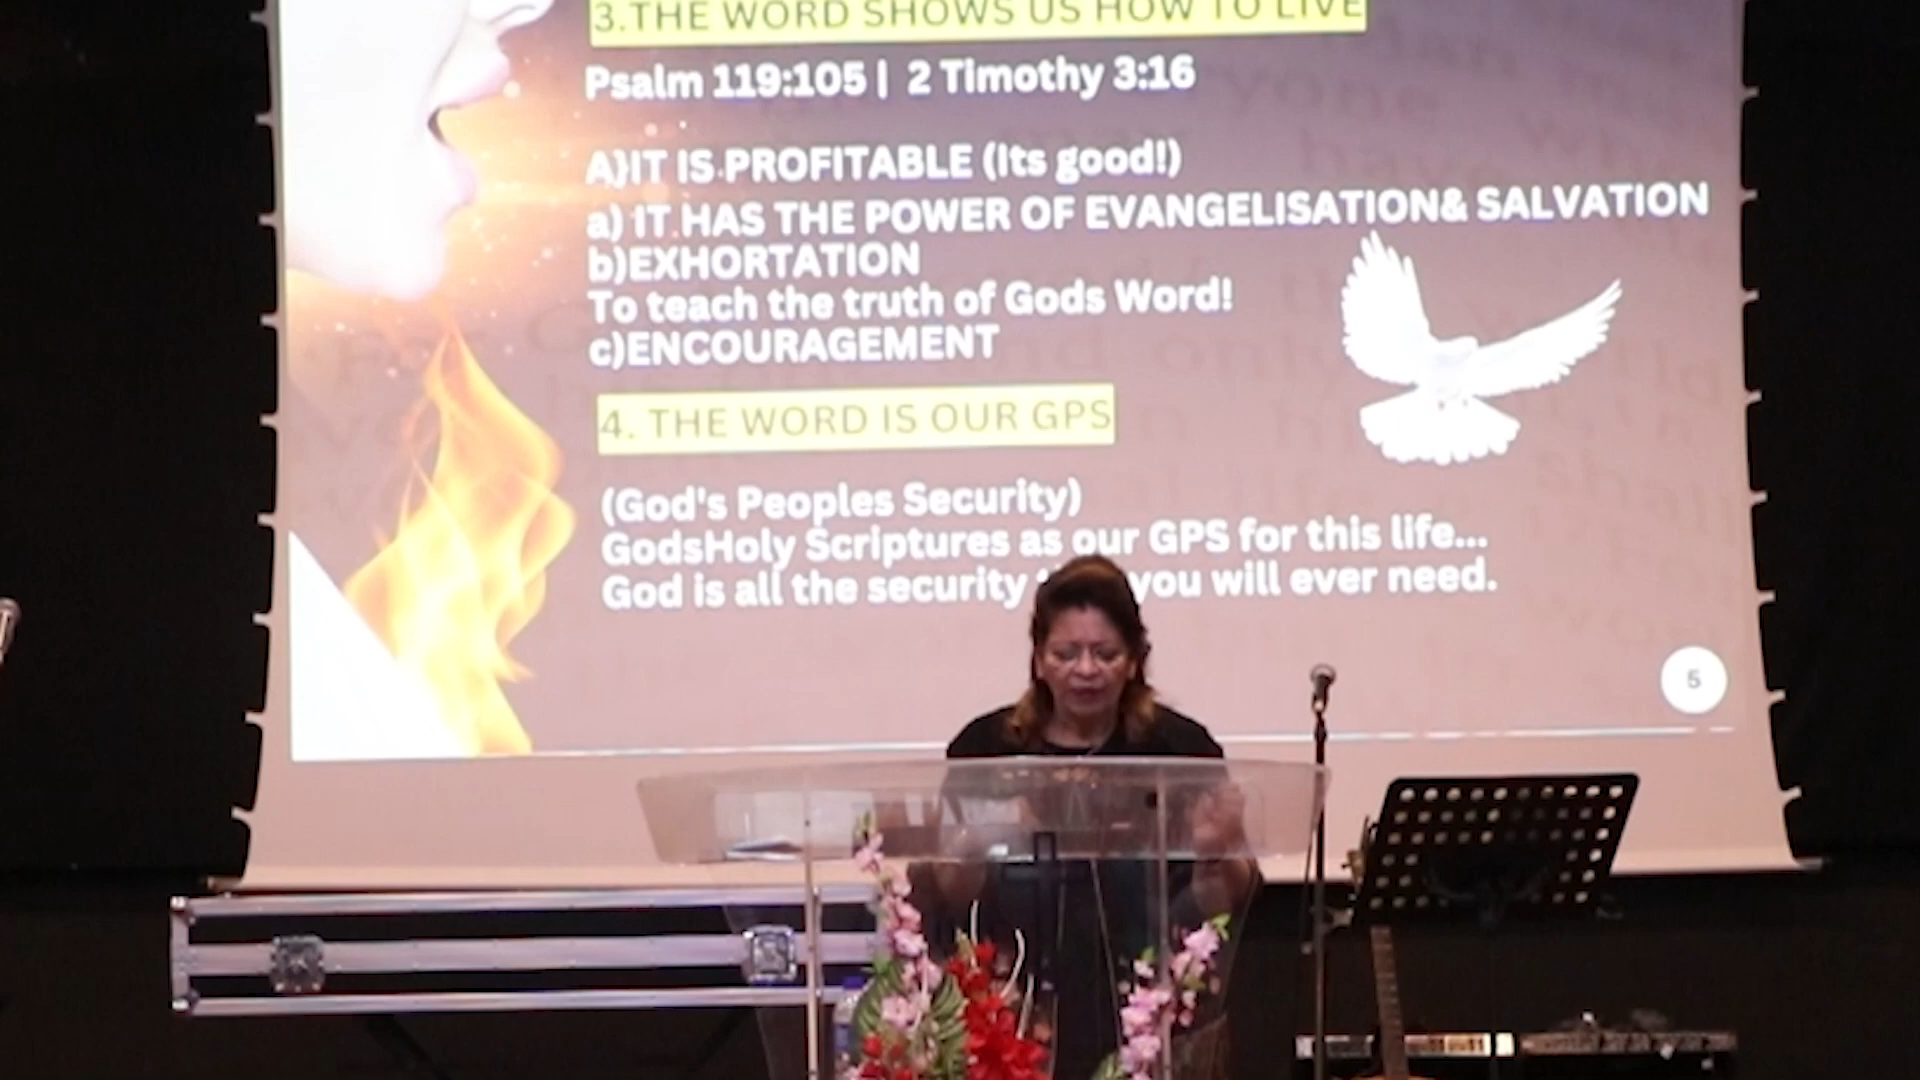 3.THE WORD SHOWS US HOW TO LIVE
Psalm 119:105 | 2 Timothy 3:16
A}IT IS PROFITABLE (its good!)
a) IT HAS THE POWER OF EVANGELISATION& SALVATION
b)EXHORTATION
To teach the truth of Gods Word!
c)ENCOURAGEMENT
4. THE WORD IS OUR GPS
(God's Peoples Security)
GodsHoly Scriptures as our GPS for this life...
God is all the security you will ever need.
5